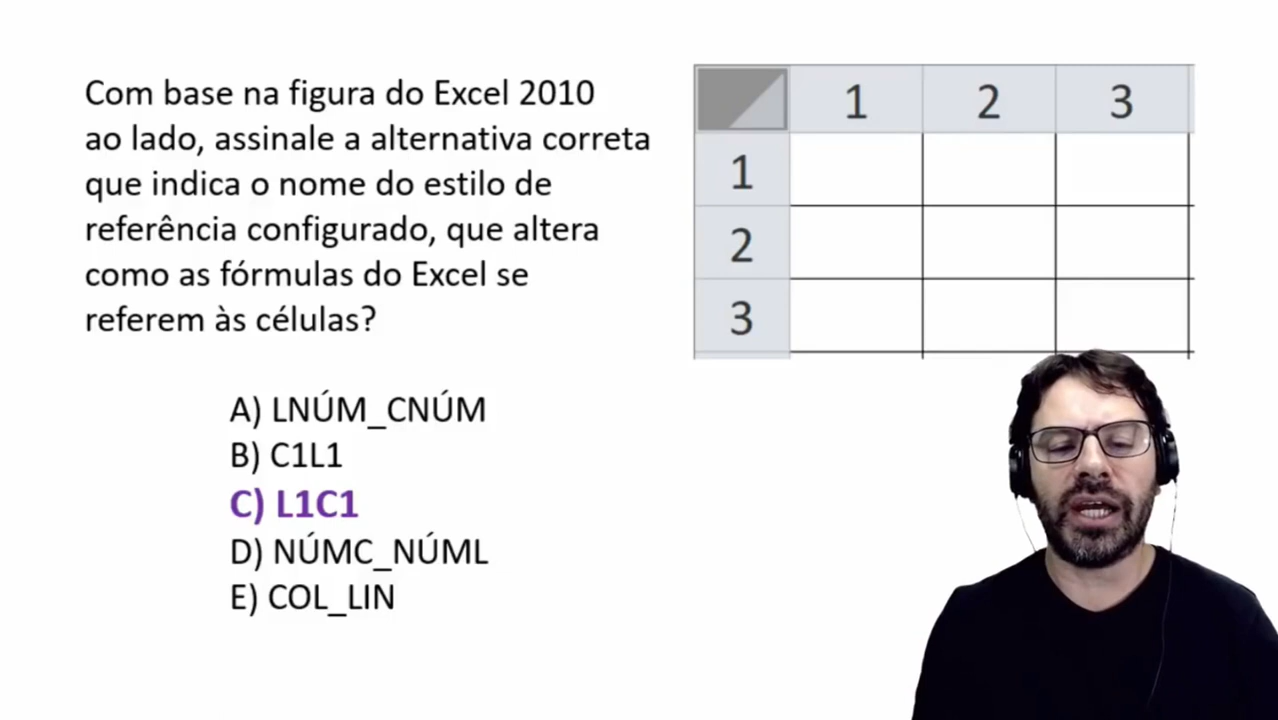 Com base na figura do Excel 2010
ao lado, assinale a alternativa correta
que indica o nome do estilo de
referência configurado, que altera
como as fórmulas do Excel se
referem às células?
A) LNÚM_CNÚM
B) C1L1
C) L1C1
D) NÚMC_NÚML
E) COL_LIN
1 2 3
1
2
3